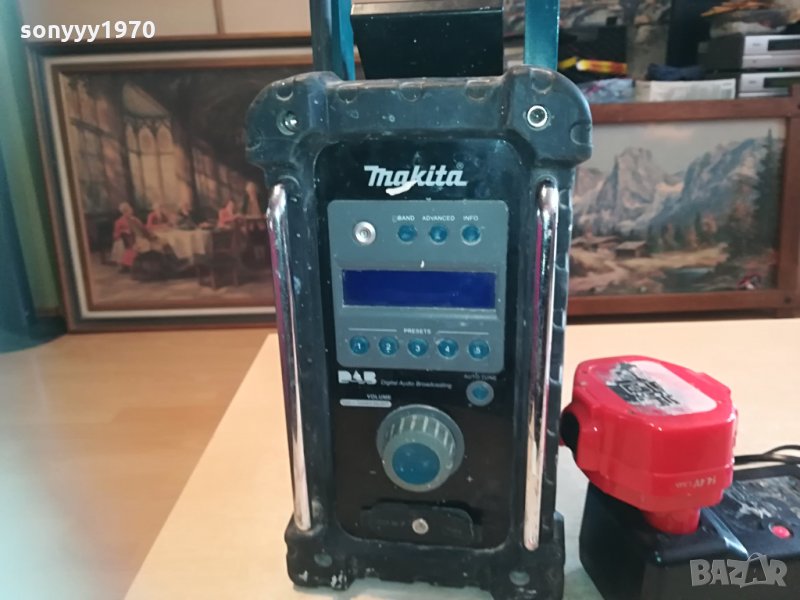 sonyyy1970
makita
BAND ADVANCED INFO
PRESETS
1 2 3 4 5
DAB Digital Audio Broadcasting
AUTO TUNE
VOLUME
14.4V
BAZAR